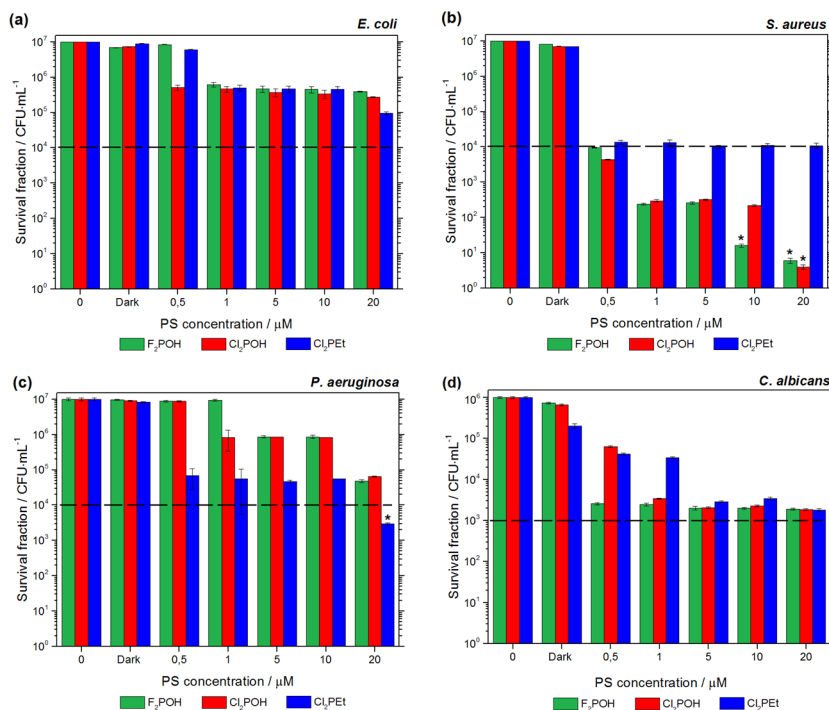 (a)
E. coli
Survival fraction / CFU·mL⁻¹
10⁷
10⁶
10⁵
10⁴
10³
10²
10¹
10⁰
0 Dark 0,5 1 5 10 20
PS concentration / µM
F₂POH Cl₂POH Cl₂PEt
(b)
S. aureus
Survival fraction / CFU·mL⁻¹
10⁷
10⁶
10⁵
10⁴
10³
10²
10¹
10⁰
* * *
0 Dark 0,5 1 5 10 20
PS concentration / µM
F₂POH Cl₂POH Cl₂PEt
(c)
P. aeruginosa
Survival fraction / CFU·mL⁻¹
10⁷
10⁶
10⁵
10⁴
10³
10²
10¹
10⁰
*
0 Dark 0,5 1 5 10 20
PS concentration / µM
F₂POH Cl₂POH Cl₂PEt
(d)
C. albicans
Survival fraction / CFU·mL⁻¹
10⁶
10⁵
10⁴
10³
10²
10¹
10⁰
0 Dark 0,5 1 5 10 20
PS concentration / µM
F₂POH Cl₂POH Cl₂PEt